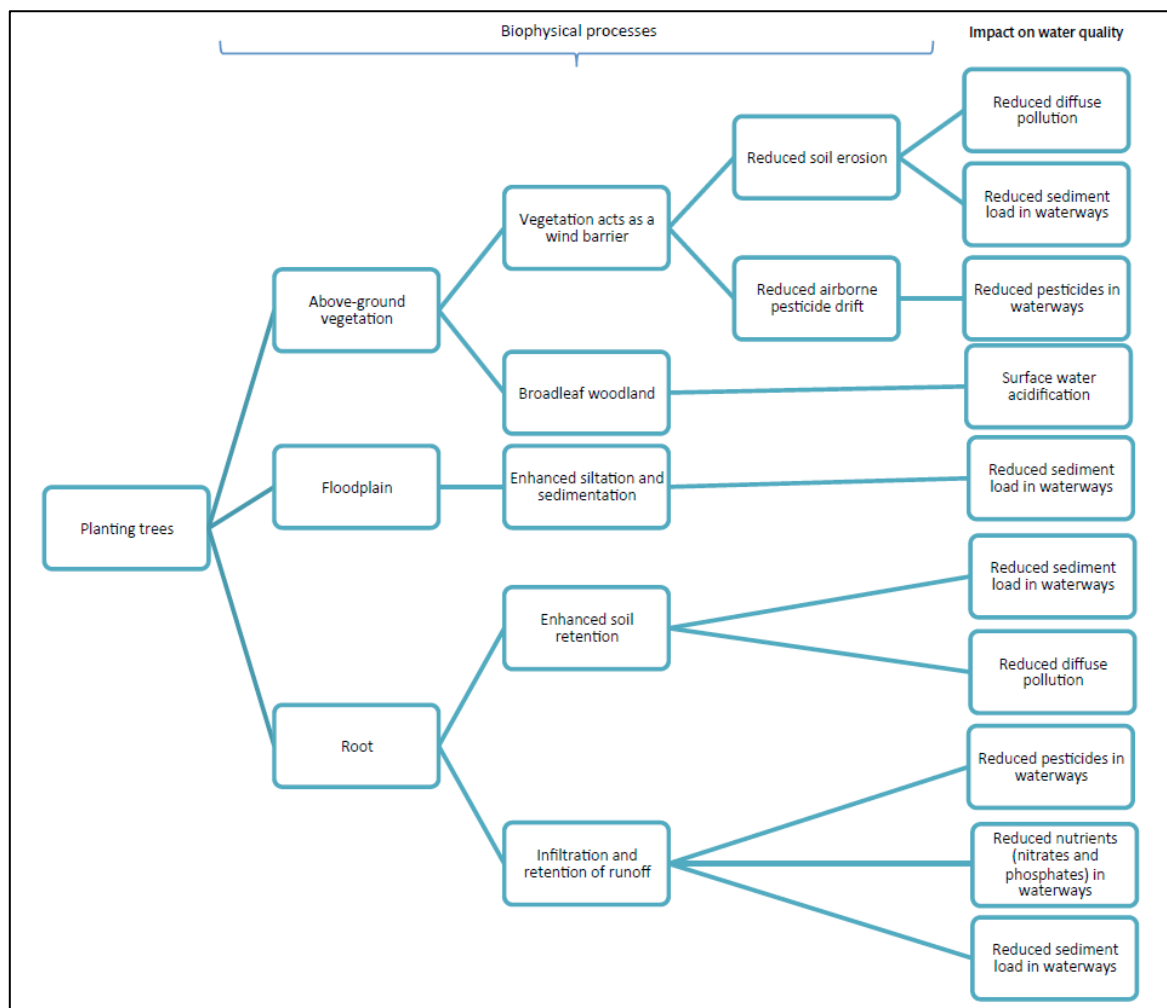 Biophysical processes
Impact on water quality
Reduced diffuse
pollution
Reduced soil erosion
Reduced sediment
load in waterways
Vegetation acts as a
wind barrier
Reduced airborne
pesticide drift
Reduced pesticides in
waterways
Above-ground
vegetation
Broadleaf woodland
Surface water
acidification
Floodplain
Enhanced siltation and
sedimentation
Reduced sediment
load in waterways
Planting trees
Reduced sediment
load in waterways
Enhanced soil
retention
Reduced diffuse
pollution
Root
Reduced pesticides in
waterways
Infiltration and
retention of runoff
Reduced nutrients
(nitrates and
phosphates) in
waterways
Reduced sediment
load in waterways